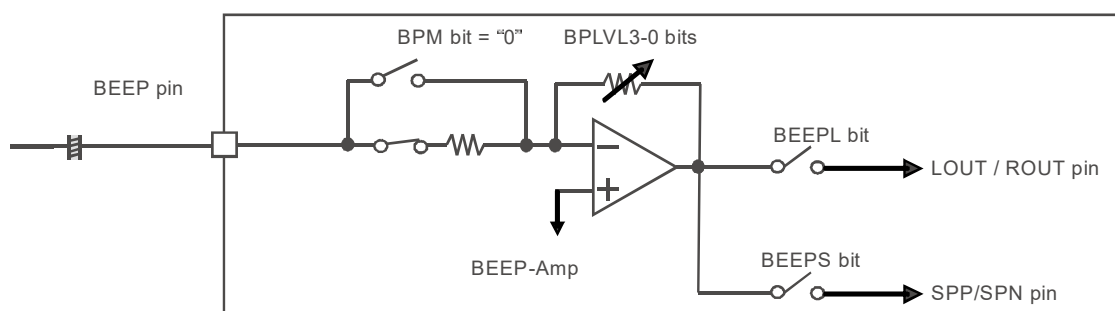 BPM bit = “0”
BPLVL3-0 bits
BEEP pin
BEEPL bit
LOUT / ROUT pin
BEEP-Amp
BEEPS bit
SPP/SPN pin